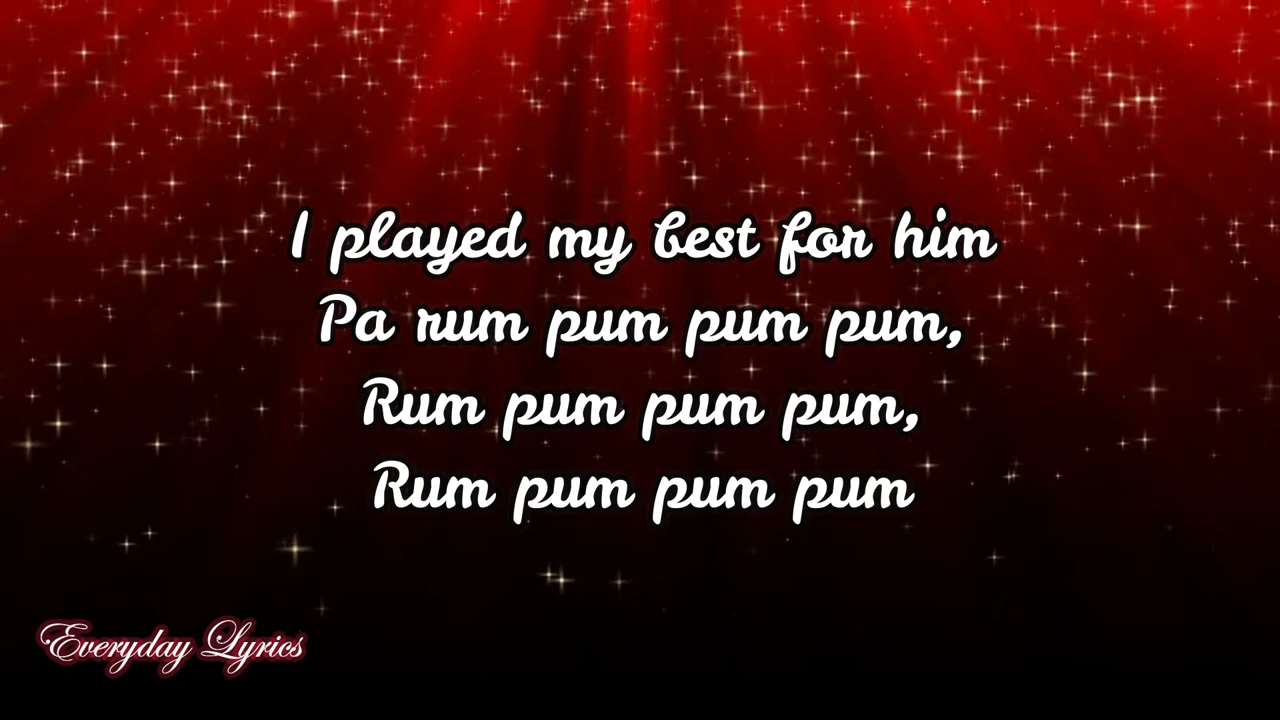 I played my best for him
Pa rum pum pum pum,
Rum pum pum pum,
Rum pum pum pum
Everyday Lyrics